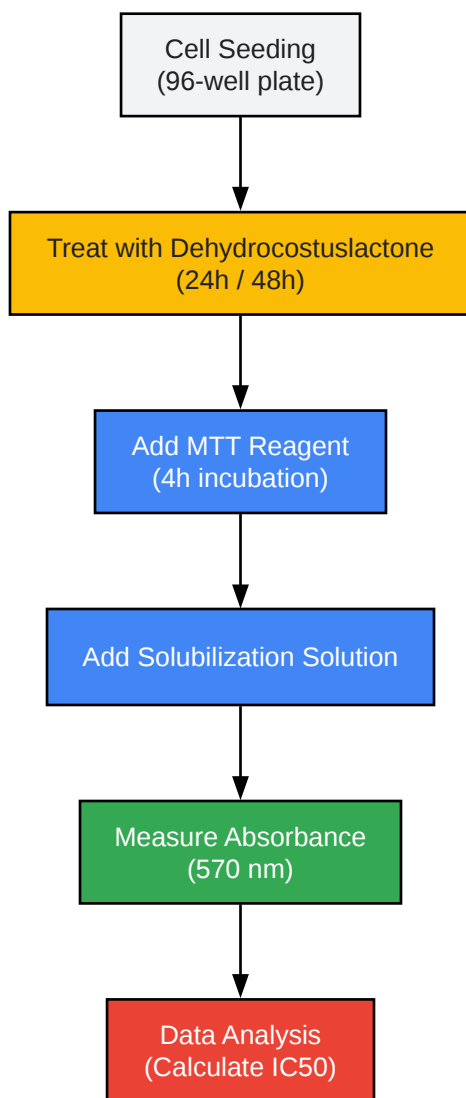 Cell Seeding
(96-well plate)
Treat with Dehydrocostuslactone
(24h / 48h)
Add MTT Reagent
(4h incubation)
Add Solubilization Solution
Measure Absorbance
(570 nm)
Data Analysis
(Calculate IC50)